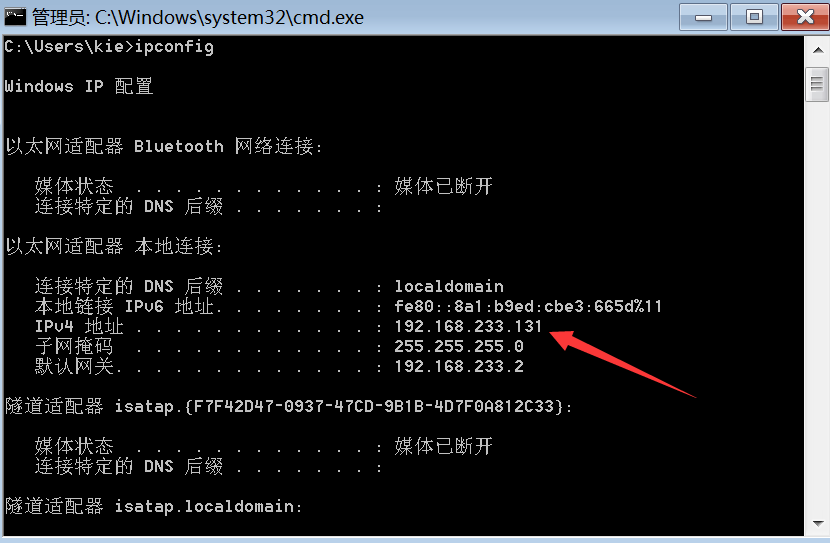 管理员: C:\Windows\system32\cmd.exe
C:\Users\kie>ipconfig
Windows IP 配置
以太网适配器 Bluetooth 网络连接:
媒体状态 . . . . . . . . . . . . : 媒体已断开
连接特定的 DNS 后缀 . . . . . . . :
以太网适配器 本地连接:
连接特定的 DNS 后缀 . . . . . . . : localdomain
本地链接 IPv6 地址. . . . . . . . : fe80::8a1:b9ed:cbe3:665d%11
IPv4 地址 . . . . . . . . . . . . : 192.168.233.131
子网掩码 . . . . . . . . . . . . : 255.255.255.0
默认网关. . . . . . . . . . . . . : 192.168.233.2
隧道适配器 isatap.{F7F42D47-0937-47CD-9B1B-4D7F0A812C33}:
媒体状态 . . . . . . . . . . . . : 媒体已断开
连接特定的 DNS 后缀 . . . . . . . :
隧道适配器 isatap.localdomain: